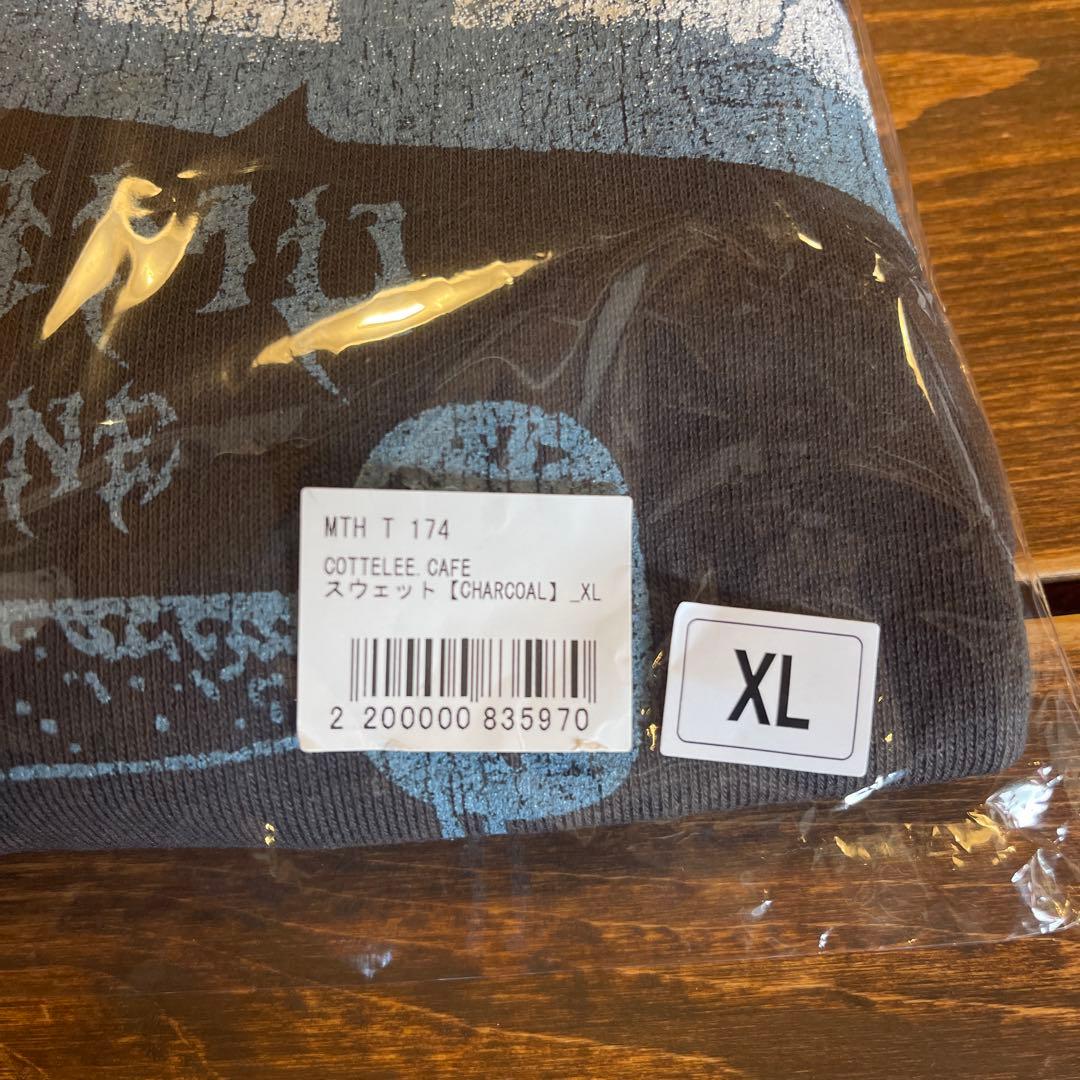 MTH T 174
COTTELEE.CAFE
スウェット【CHARCOAL】_XL
2 200000 835970
XL